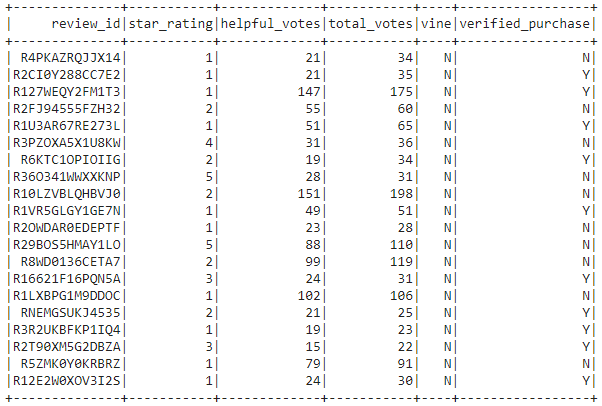 +--------------+-----------+-------------+-----------+----+-----------------+
|     review_id|star_rating|helpful_votes|total_votes|vine|verified_purchase|
+--------------+-----------+-------------+-----------+----+-----------------+
| R4PKAZRQJJX14|          1|           21|         34|   N|                N|
|R2CI0Y288CC7E2|          1|           21|         35|   N|                Y|
|R127WEQY2FM1T3|          1|          147|        175|   N|                Y|
|R2FJ94555FZH32|          2|           55|         60|   N|                N|
|R1U3AR67RE273L|          1|           51|         65|   N|                Y|
|R3PZOXA5X1U8KW|          4|           31|         36|   N|                N|
| R6KTC1OPIOIIG|          2|           19|         34|   N|                Y|
|R36O341WWXXKNP|          5|           28|         31|   N|                N|
|R10LZVBLQHBVJ0|          2|          151|        198|   N|                N|
|R1VR5GLGY1GE7N|          1|           49|         51|   N|                Y|
|R2OWDAR0EDEPTF|          1|           23|         28|   N|                N|
|R29BOS5HMAY1LO|          5|           88|        110|   N|                N|
| R8WD0136CETA7|          2|           99|        119|   N|                N|
|R16621F16PQN5A|          3|           24|         31|   N|                Y|
|R1LXBPG1M9DDOC|          1|          102|        106|   N|                N|
| RNEMGSUKJ4535|          2|           21|         25|   N|                Y|
|R3R2UKBFKP1IQ4|          1|           19|         23|   N|                Y|
|R2T90XM5G2DBZA|          3|           15|         22|   N|                Y|
| R5ZMK0Y0KRBRZ|          1|           79|         91|   N|                N|
|R12E2W0XOV3I2S|          1|           24|         30|   N|                Y|
+--------------+-----------+-------------+-----------+----+-----------------+